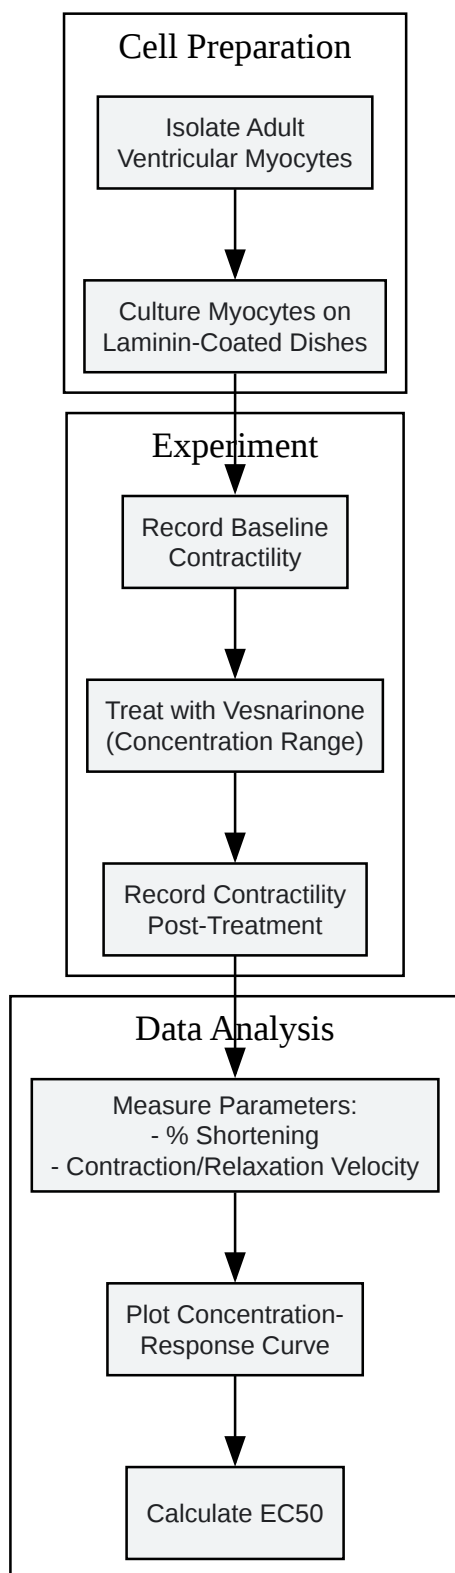 Cell Preparation
Isolate Adult
Ventricular Myocytes
Culture Myocytes on
Laminin-Coated Dishes
Experiment
Record Baseline
Contractility
Treat with Vesnarinone
(Concentration Range)
Record Contractility
Post-Treatment
Data Analysis
Measure Parameters:
- % Shortening
- Contraction/Relaxation Velocity
Plot Concentration-
Response Curve
Calculate EC50